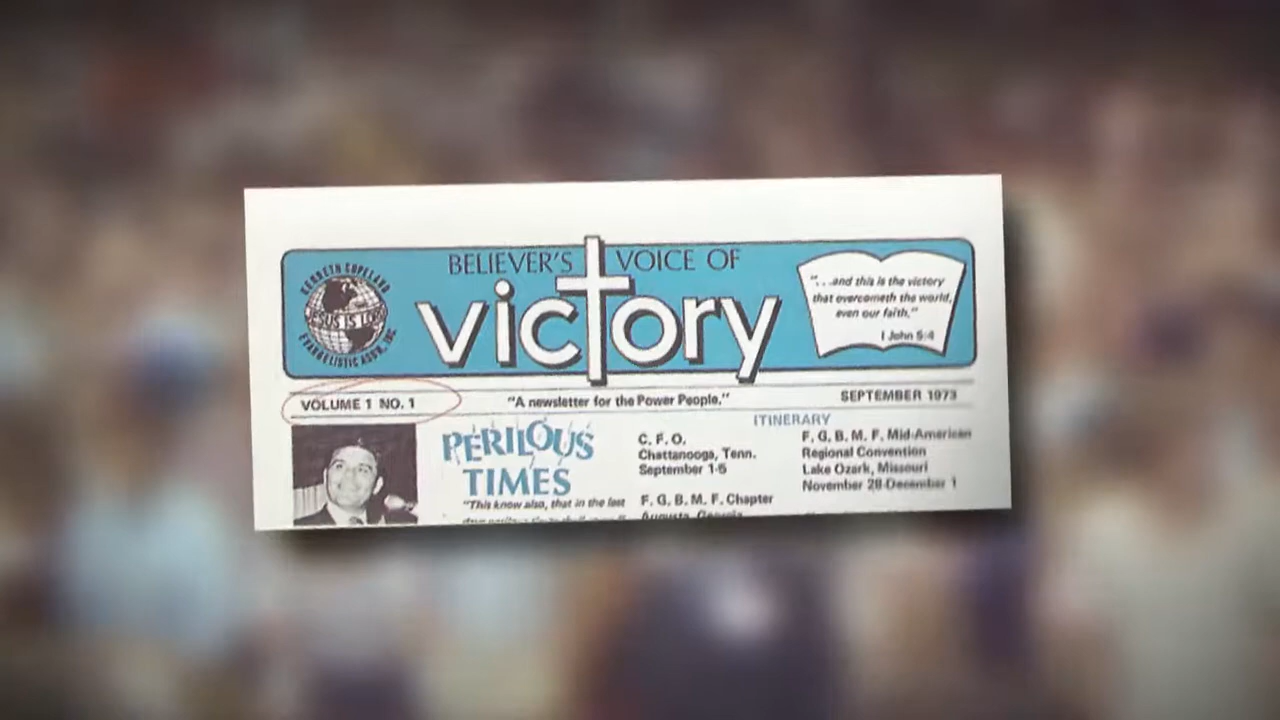 BELIEVER'S VOICE OF
victory
KENNETH COPELAND
JESUS IS LORD
EVANGELISTIC ASSN, INC.
"...and this is the victory
that overcometh the world,
even our faith."
I John 5:4
VOLUME 1 NO. 1
"A newsletter for the Power People."
SEPTEMBER 1973
PERILOUS
TIMES
"This know also, that in the last
ITINERARY
C. F. O.
Chattanooga, Tenn.
September 1-5
F. G. B. M. F. Chapter
Augusta, Georgia
F. G. B. M. F. Mid-American
Regional Convention
Lake Ozark, Missouri
November 28-December 1